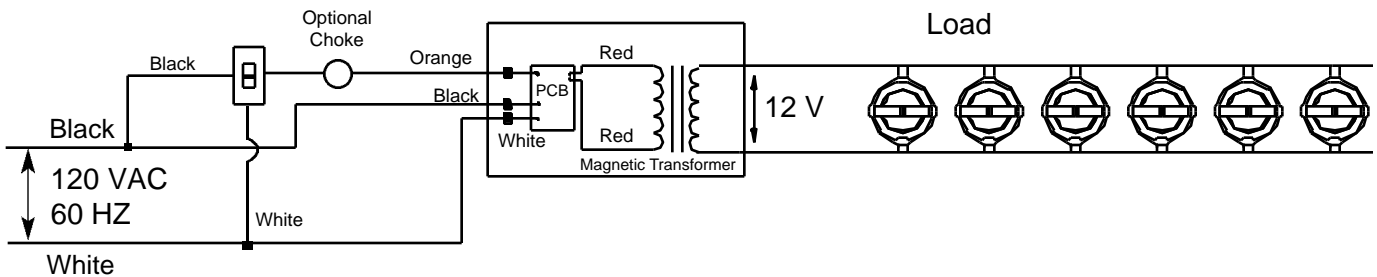 Optional
Choke
Load
Black
Orange
Red
PCB
Black
12 V
Black
White
Red
Magnetic Transformer
120 VAC
60 HZ
White
White